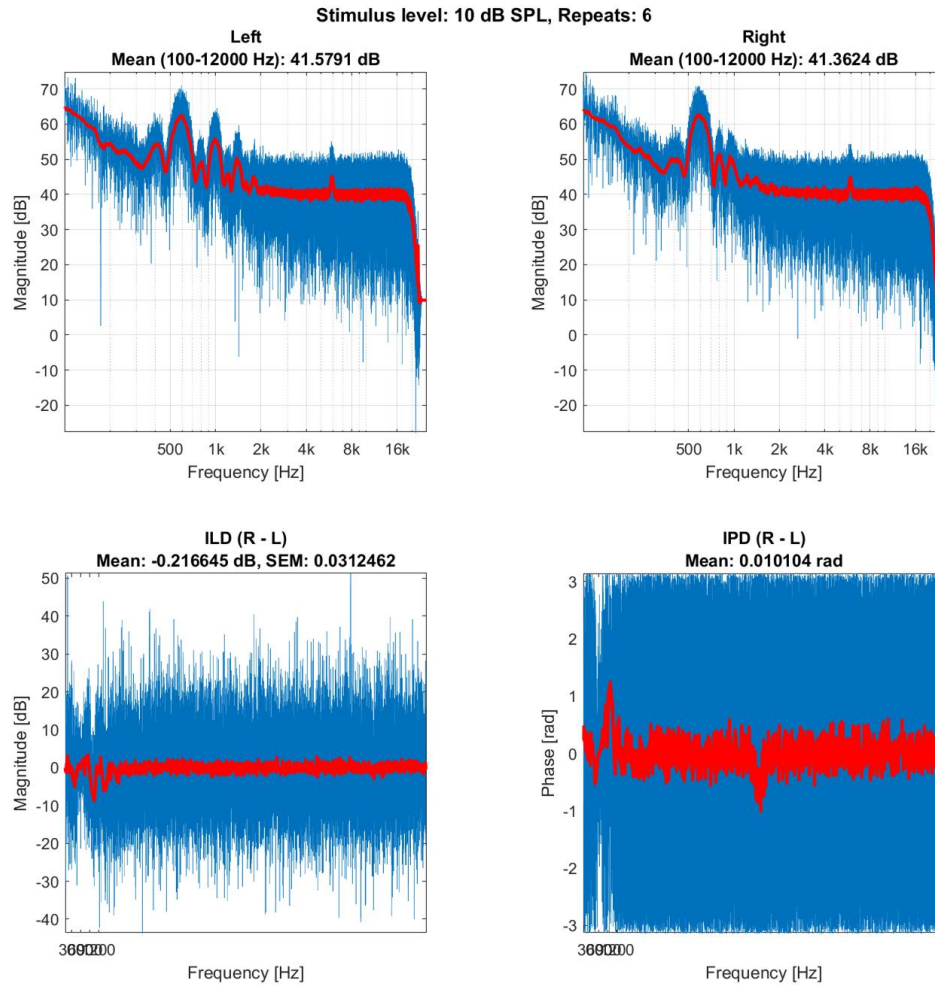 Stimulus level: 10 dB SPL, Repeats: 6
Left
Mean (100-12000 Hz): 41.5791 dB
70
60
50
40
30
20
10
0
-10
-20
Magnitude [dB]
500 1k 2k 4k 8k 16k
Frequency [Hz]
Right
Mean (100-12000 Hz): 41.3624 dB
70
60
50
40
30
20
10
0
-10
-20
Magnitude [dB]
500 1k 2k 4k 8k 16k
Frequency [Hz]
ILD (R - L)
Mean: -0.216645 dB, SEM: 0.0312462
50
40
30
20
10
0
-10
-20
-30
-40
Magnitude [dB]
Frequency [Hz]
IPD (R - L)
Mean: 0.010104 rad
3
2
1
0
-1
-2
-3
Phase [rad]
Frequency [Hz]